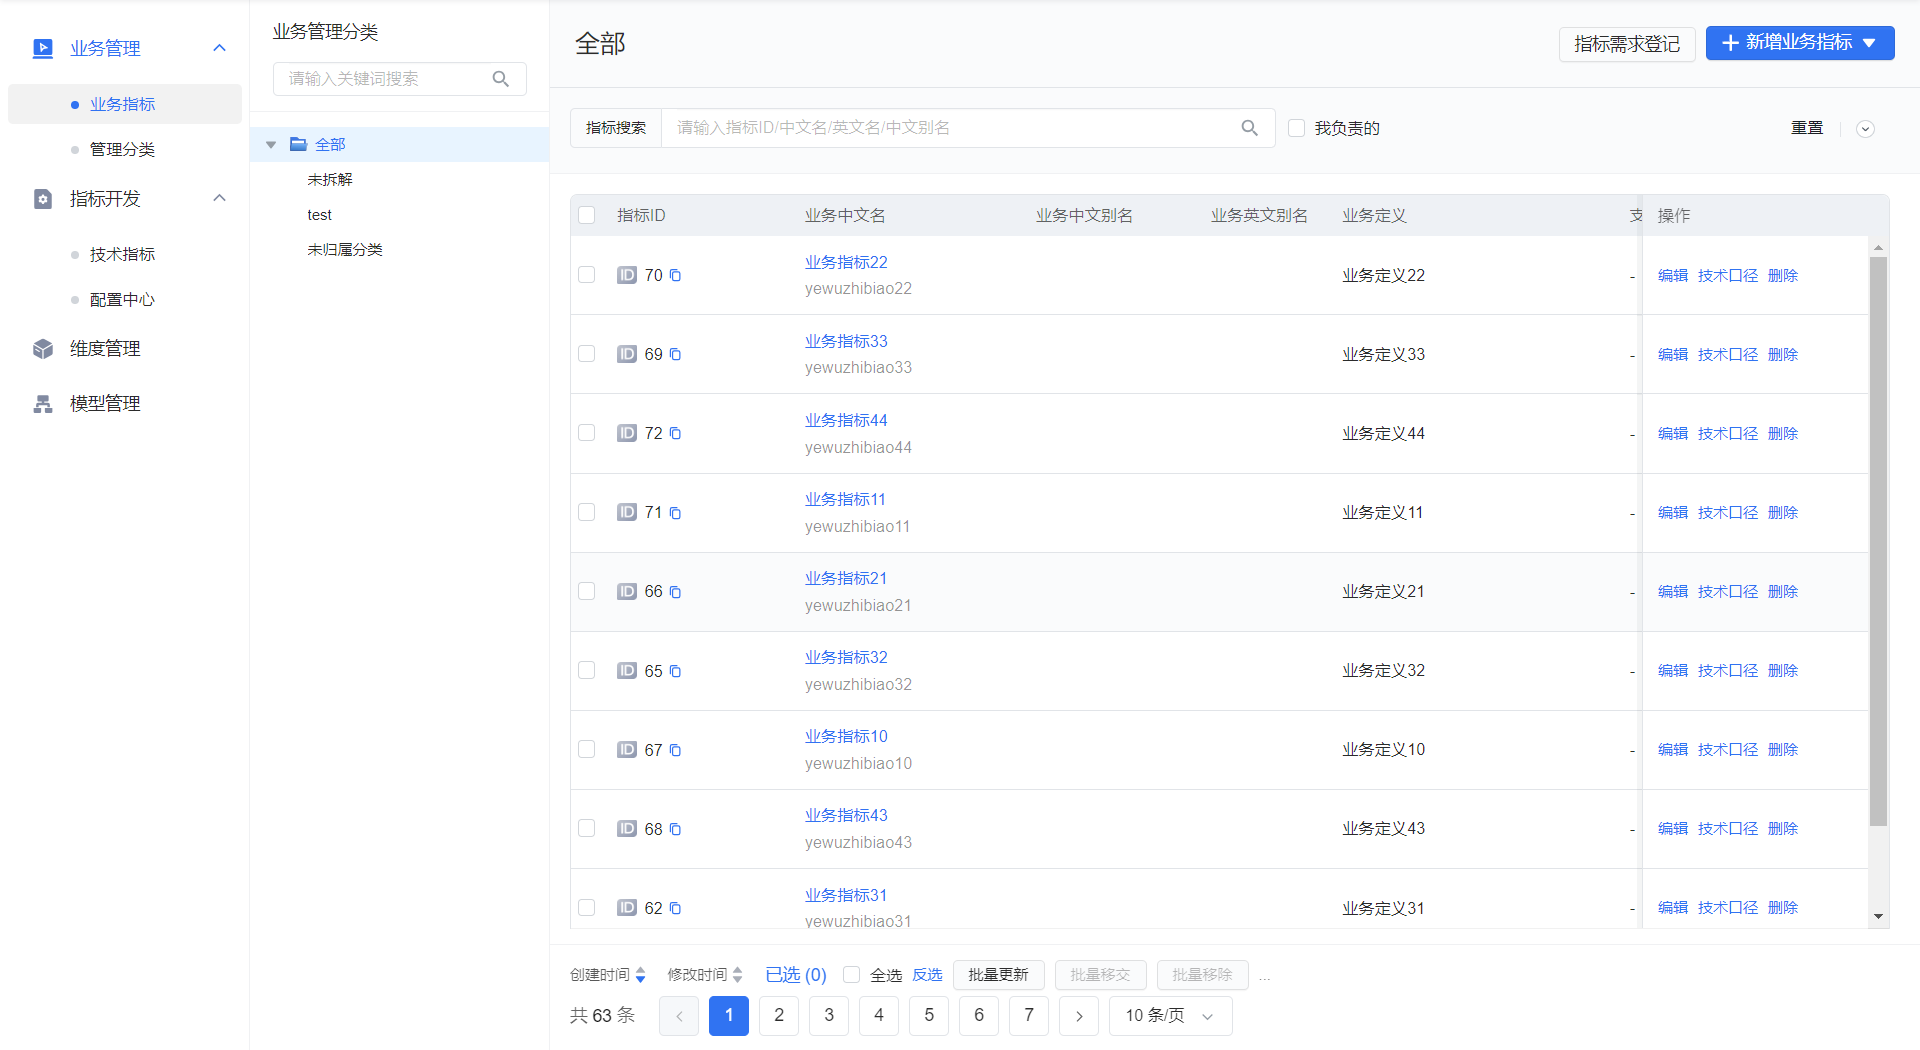 业务管理
业务指标
管理分类
指标开发
技术指标
配置中心
维度管理
模型管理
业务管理分类
请输入关键词搜索
全部
未拆解
test
未归属分类
全部
指标需求登记
新增业务指标
指标搜索 请输入指标ID/中文名/英文名/中文别名 我负责的 重置
指标ID 业务中文名 业务中文别名 业务英文别名 业务定义 支 操作
业务指标22
ID 70 业务定义22 - 编辑 技术口径 删除
yewuzhibiao22
业务指标33
ID 69 业务定义33 - 编辑 技术口径 删除
yewuzhibiao33
业务指标44
ID 72 业务定义44 - 编辑 技术口径 删除
yewuzhibiao44
业务指标11
ID 71 业务定义11 - 编辑 技术口径 删除
yewuzhibiao11
业务指标21
ID 66 业务定义21 - 编辑 技术口径 删除
yewuzhibiao21
业务指标32
ID 65 业务定义32 - 编辑 技术口径 删除
yewuzhibiao32
业务指标10
ID 67 业务定义10 - 编辑 技术口径 删除
yewuzhibiao10
业务指标43
ID 68 业务定义43 - 编辑 技术口径 删除
yewuzhibiao43
业务指标31
ID 62 业务定义31 - 编辑 技术口径 删除
yewuzhibiao31
创建时间 修改时间 已选 (0) 全选 反选 批量更新 批量移交 批量移除 ...
共 63 条 1 2 3 4 5 6 7 10 条/页